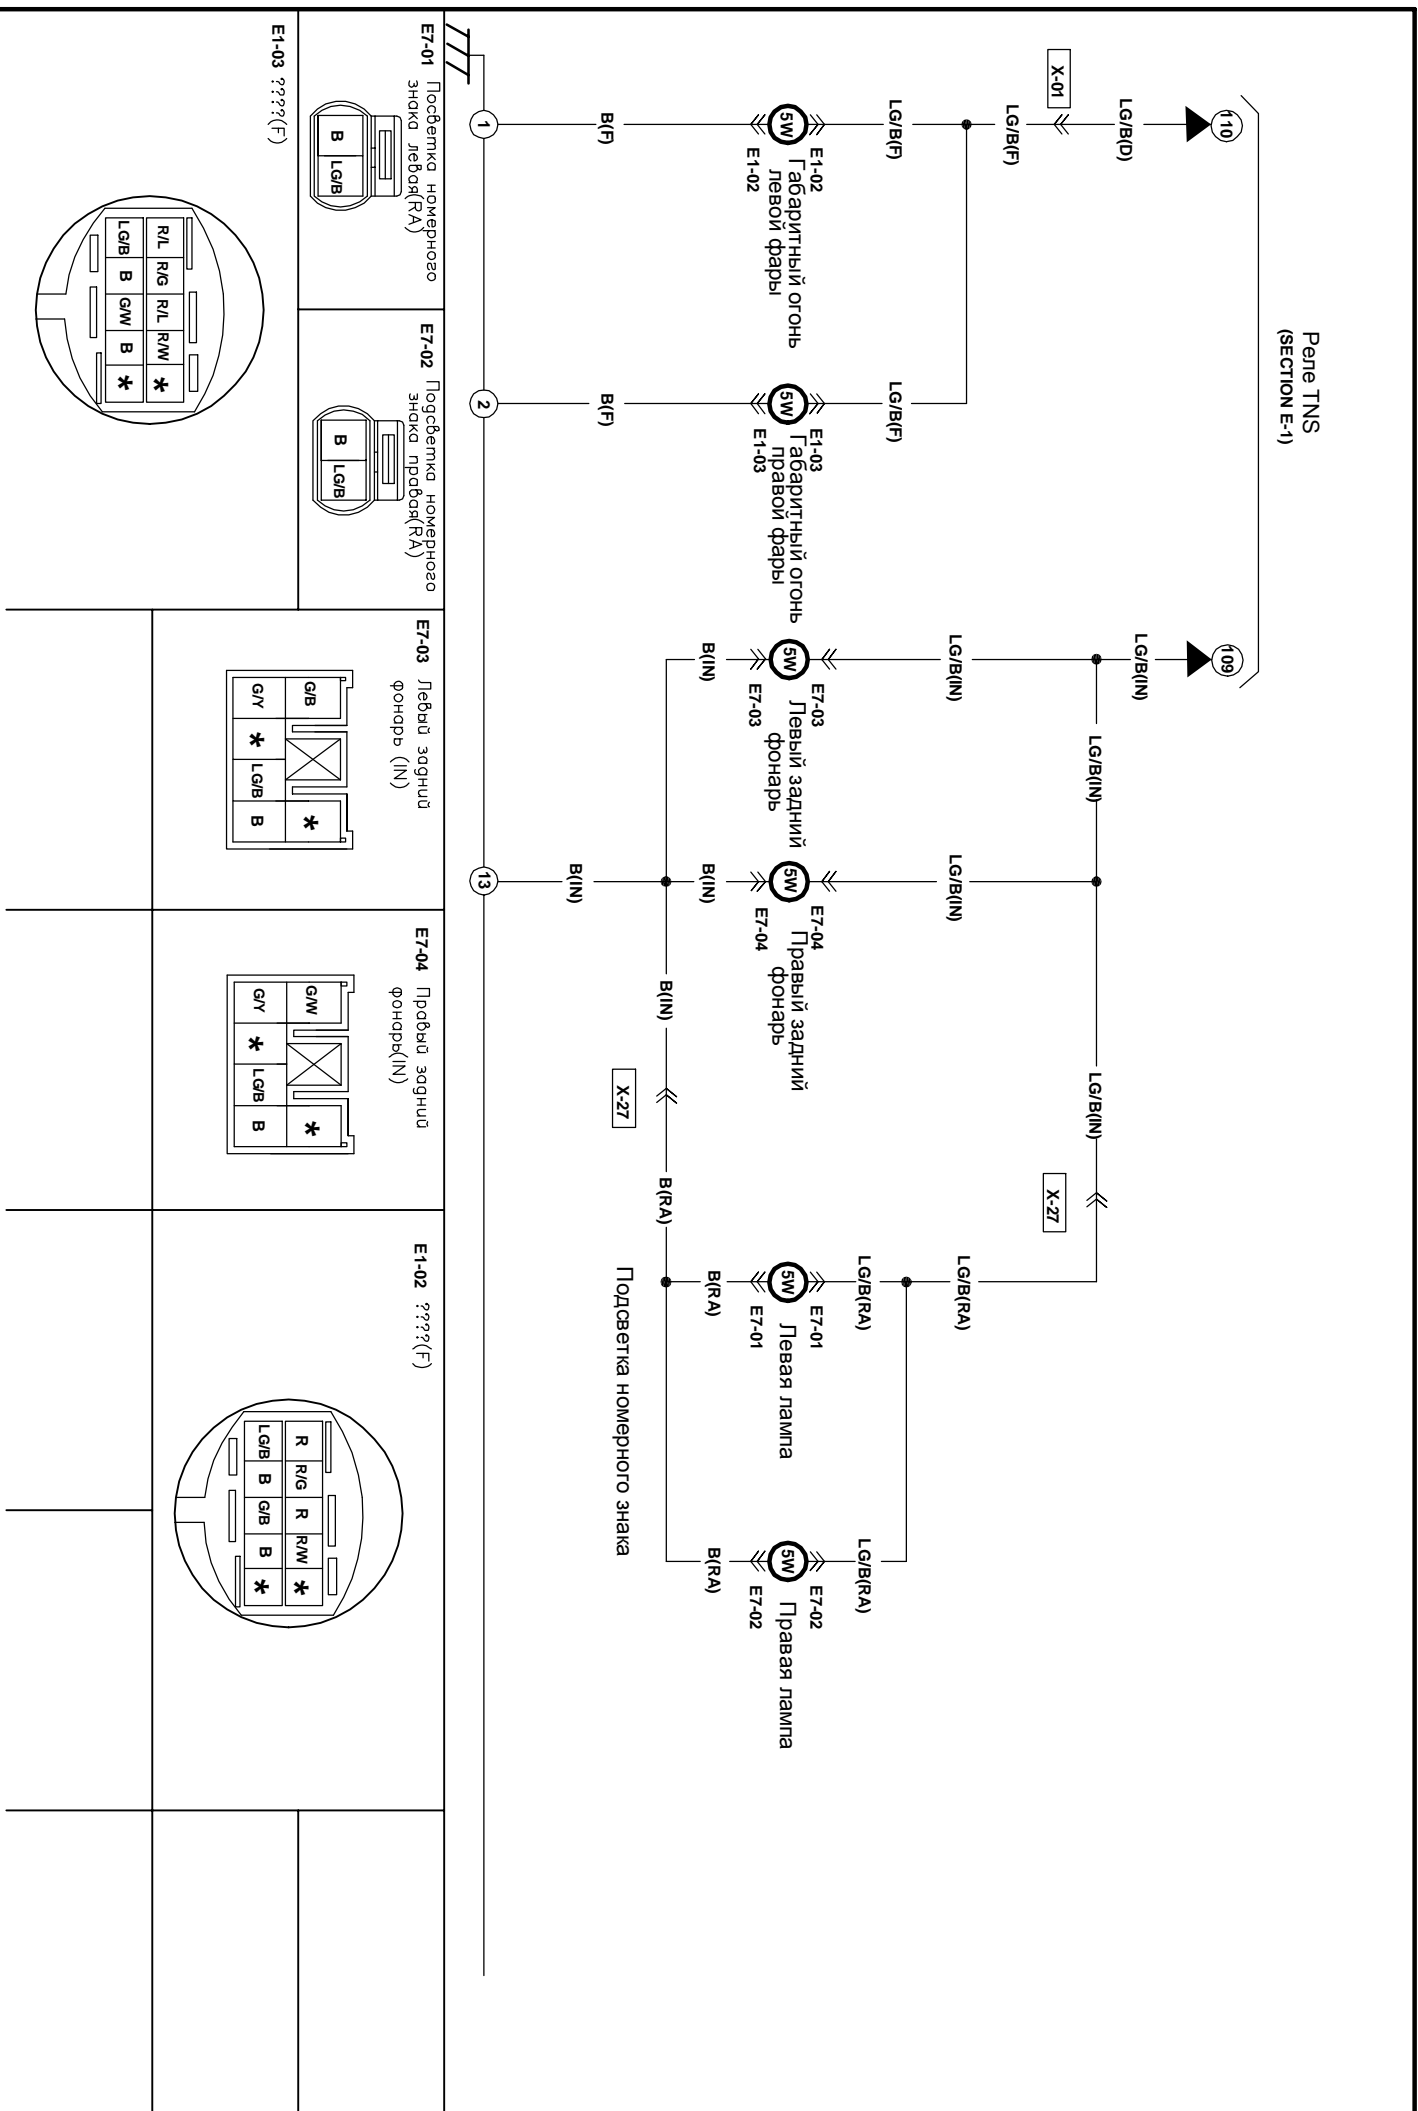 Реле TNS
(SECTION E-1)
110
109
LG/B(D)
X-01
LG/B(F)
LG/B(F)
LG/B(F)
LG/B(IN)
LG/B(IN)
LG/B(IN)
LG/B(IN)
LG/B(IN)
X-27
LG/B(RA)
LG/B(RA)
LG/B(RA)
5W
E1-02
Габаритный огонь
левой фары
E1-02
5W
E1-03
Габаритный огонь
правой фары
E1-03
5W
E7-03
Левый задний
фонарь
E7-03
5W
E7-04
Правый задний
фонарь
E7-04
5W
E7-01
Левая лампа
E7-01
5W
E7-02
Правая лампа
E7-02
B(F)
B(F)
B(IN)
B(IN)
B(IN)
B(IN)
X-27
B(RA)
B(RA)
B(RA)
Подсветка номерного знака
1
2
13
E7-01 Посветка номерного
знака левая(RA)
B LG/B
E7-02 Подсветка номерного
знака правая(RA)
B LG/B
E7-03 Левый задний
фонарь (IN)
G/B *
G/Y * LG/B B
E7-04 Правый задний
фонарь(IN)
G/W *
G/Y * LG/B B
E1-02 ????(F)
R R/G R R/W *
LG/B B G/B B *
E1-03 ????(F)
R/L R/G R/L R/W *
LG/B B G/W B *